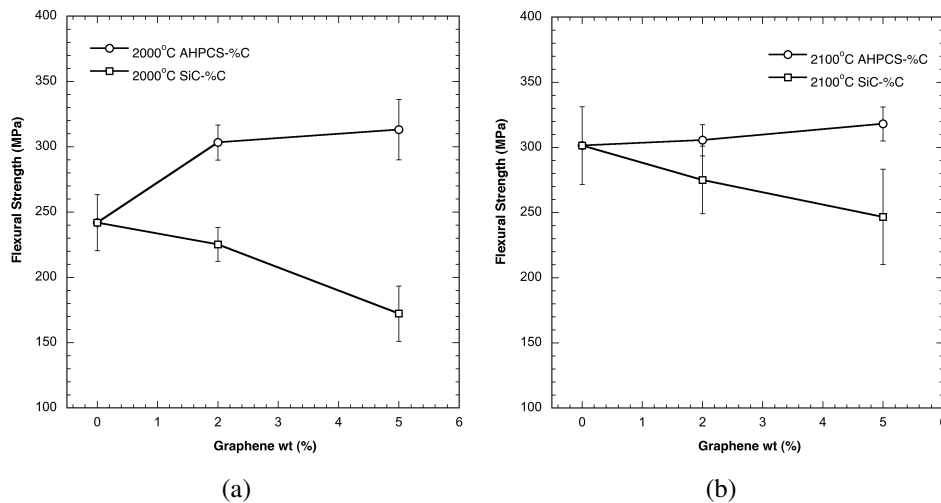 400
350
300
250
200
150
100
Flexural Strength (MPa)
2000°C AHPCS-%C
2000°C SiC-%C
0 1 2 3 4 5 6
Graphene wt (%)
(a)
400
350
300
250
200
150
100
Flexural Strength (MPa)
2100°C AHPCS-%C
2100°C SiC-%C
0 1 2 3 4 5 6
Graphene wt (%)
(b)